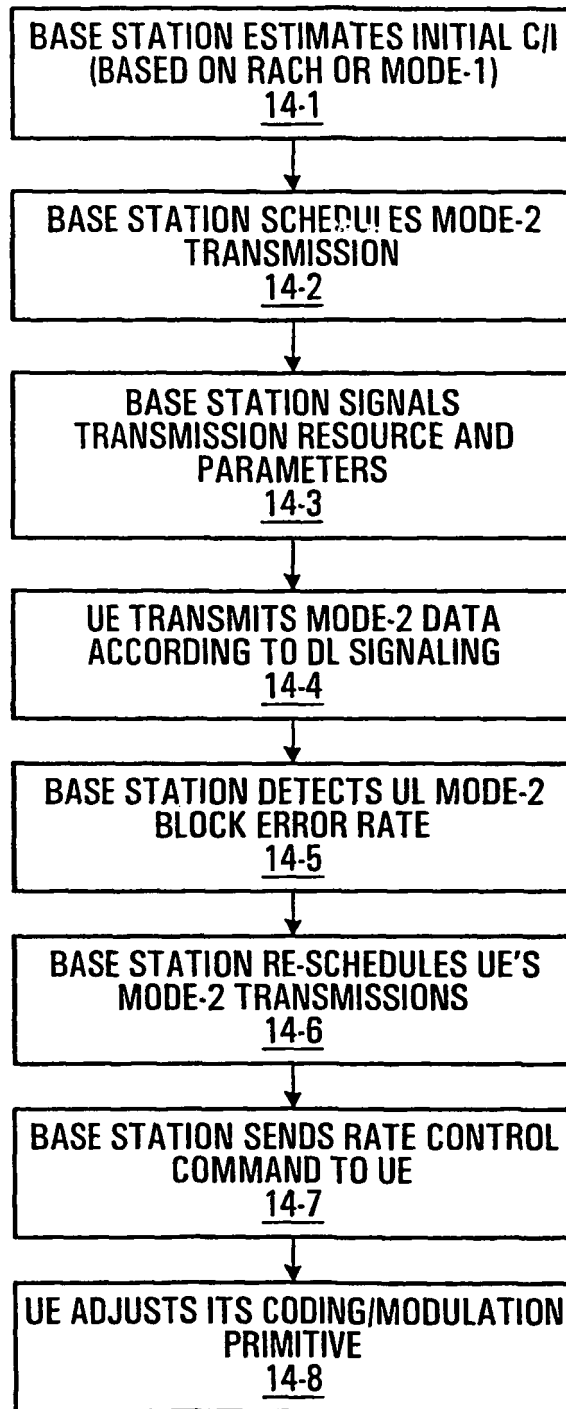 BASE STATION ESTIMATES INITIAL C/I
(BASED ON RACH OR MODE-1)
14-1
BASE STATION SCHEDULES MODE-2
TRANSMISSION
14-2
BASE STATION SIGNALS
TRANSMISSION RESOURCE AND
PARAMETERS
14-3
UE TRANSMITS MODE-2 DATA
ACCORDING TO DL SIGNALING
14-4
BASE STATION DETECTS UL MODE-2
BLOCK ERROR RATE
14-5
BASE STATION RE-SCHEDULES UE'S
MODE-2 TRANSMISSIONS
14-6
BASE STATION SENDS RATE CONTROL
COMMAND TO UE
14-7
UE ADJUSTS ITS CODING/MODULATION
PRIMITIVE
14-8